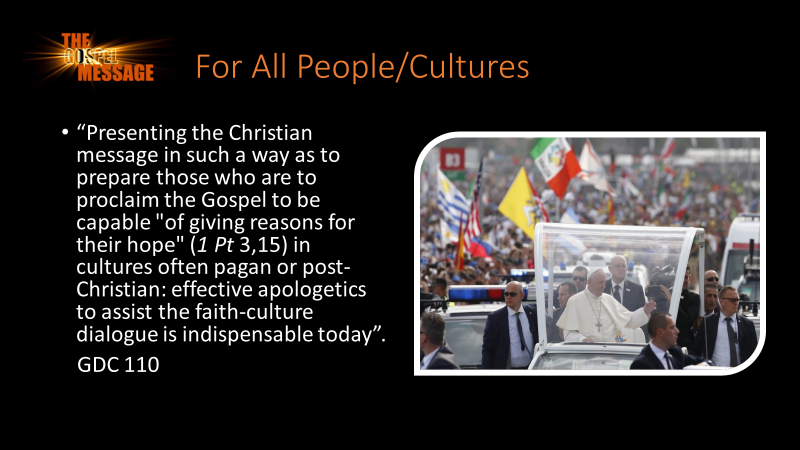 THE
GOSPEL
MESSAGE
For All People/Cultures
• “Presenting the Christian
message in such a way as to
prepare those who are to
proclaim the Gospel to be
capable "of giving reasons for
their hope" (1 Pt 3,15) in
cultures often pagan or post-
Christian: effective apologetics
to assist the faith-culture
dialogue is indispensable today”.
GDC 110
B3